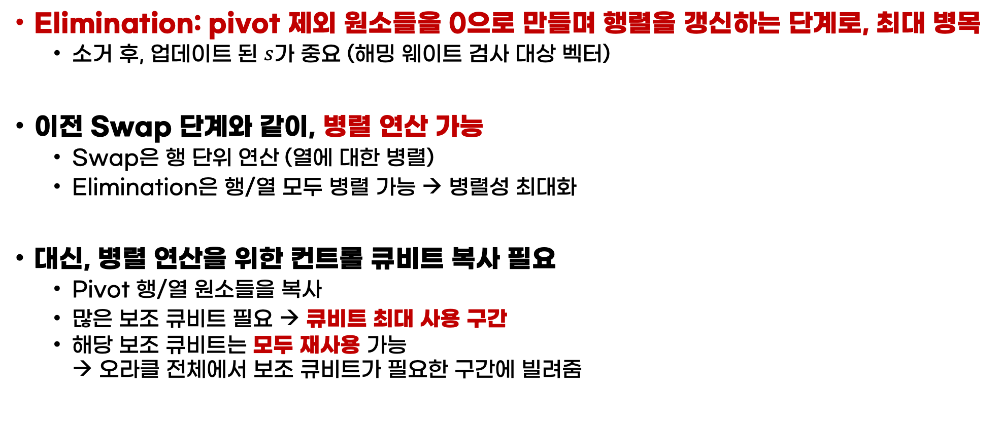 • Elimination: pivot 제외 원소들을 0으로 만들며 행렬을 갱신하는 단계로, 최대 병목
• 소거 후, 업데이트 된 s가 중요 (해밍 웨이트 검사 대상 벡터)
• 이전 Swap 단계와 같이, 병렬 연산 가능
• Swap은 행 단위 연산 (열에 대한 병렬)
• Elimination은 행/열 모두 병렬 가능 → 병렬성 최대화
• 대신, 병렬 연산을 위한 컨트롤 큐비트 복사 필요
• Pivot 행/열 원소들을 복사
• 많은 보조 큐비트 필요 → 큐비트 최대 사용 구간
• 해당 보조 큐비트는 모두 재사용 가능
→ 오라클 전체에서 보조 큐비트가 필요한 구간에 빌려줌